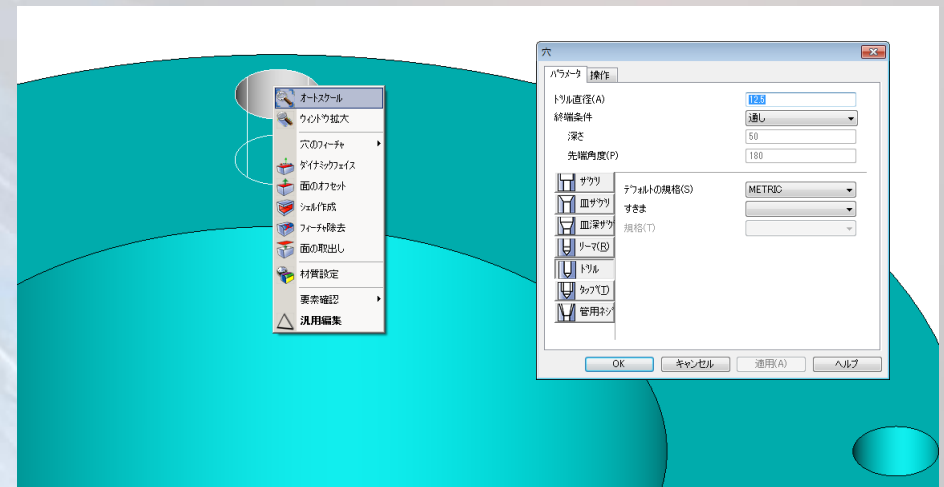 オートスケール
ウィンドウ拡大
穴のフィーチャ
ダイナミックフェイス
面のオフセット
シェル作成
フィーチャ除去
面の取出し
材質設定
要素確認
汎用編集
穴
パラメータ 操作
ドリル直径(A) 12.5
終端条件 通し
深さ 50
先端角度(P) 180
ザグリ
皿ザグリ
皿深ザグ
リーマ(R)
ドリル
タップ(T)
管用ネジ
デフォルトの規格(S) METRIC
すきま
規格(T)
OK キャンセル 適用(A) ヘルプ